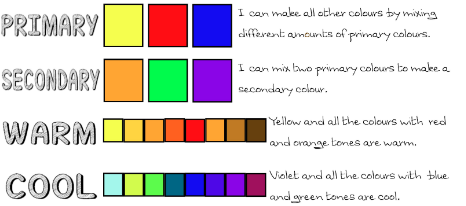 PRIMARY
I can make all other colours by mixing
different amounts of primary colours.
SECONDARY
I can mix two primary colours to make a
secondary colour.
WARM
Yellow and all the colours with red
and orange tones are warm.
COOL
Violet and all the colours with blue
and green tones are cool.